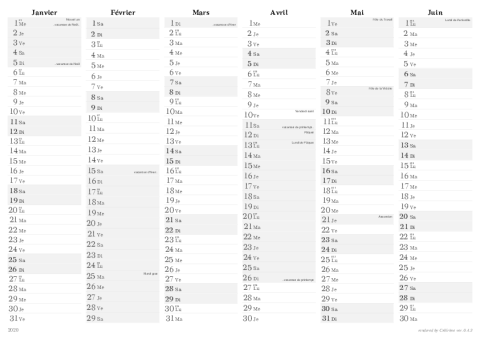 Janvier
Nouvel an
1 Me vacances de Noël
2 Je
3 Ve
4 Sa
5 Di vacances de Noël
6 Lu
7 Ma
8 Me
9 Je
10 Ve
11 Sa
12 Di
13 Lu
14 Ma
15 Me
16 Je
17 Ve
18 Sa
19 Di
20 Lu
21 Ma
22 Me
23 Je
24 Ve
25 Sa
26 Di
27 Lu
28 Ma
29 Me
30 Je
31 Ve
Février
1 Sa
2 Di
3 Lu
4 Ma
5 Me
6 Je
7 Ve
8 Sa
9 Di
10 Lu
11 Ma
12 Me
13 Je
14 Ve
15 Sa vacances d'hiver
16 Di
17 Lu
18 Ma
19 Me
20 Je
21 Ve
22 Sa
23 Di
24 Lu
25 Ma Mardi gras
26 Me
27 Je
28 Ve
29 Sa
Mars
1 Di vacances d'hiver
2 Lu
3 Ma
4 Me
5 Je
6 Ve
7 Sa
8 Di
9 Lu
10 Ma
11 Me
12 Je
13 Ve
14 Sa
15 Di
16 Lu
17 Ma
18 Me
19 Je
20 Ve
21 Sa
22 Di
23 Lu
24 Ma
25 Me
26 Je
27 Ve
28 Sa
29 Di
30 Lu
31 Ma
Avril
1 Me
2 Je
3 Ve
4 Sa
5 Di
6 Lu
7 Ma
8 Me
9 Je
10 Ve Vendredi saint
11 Sa vacances de printemps
12 Di Pâques
13 Lu Lundi de Pâques
14 Ma
15 Me
16 Je
17 Ve
18 Sa
19 Di
20 Lu
21 Ma
22 Me
23 Je
24 Ve
25 Sa
26 Di vacances de printemps
27 Lu
28 Ma
29 Me
30 Je
Mai
1 Ve Fête du Travail
2 Sa
3 Di
4 Lu
5 Ma
6 Me
7 Je
8 Ve Fête de la Victoire
9 Sa
10 Di
11 Lu
12 Ma
13 Me
14 Je
15 Ve
16 Sa
17 Di
18 Lu
19 Ma
20 Me
21 Je Ascension
22 Ve
23 Sa
24 Di
25 Lu
26 Ma
27 Me
28 Je
29 Ve
30 Sa
31 Di
Juin
1 Lu Lundi de Pentecôte
2 Ma
3 Me
4 Je
5 Ve
6 Sa
7 Di
8 Lu
9 Ma
10 Me
11 Je
12 Ve
13 Sa
14 Di
15 Lu
16 Ma
17 Me
18 Je
19 Ve
20 Sa
21 Di
22 Lu
23 Ma
24 Me
25 Je
26 Ve
27 Sa
28 Di
29 Lu
30 Ma
2020